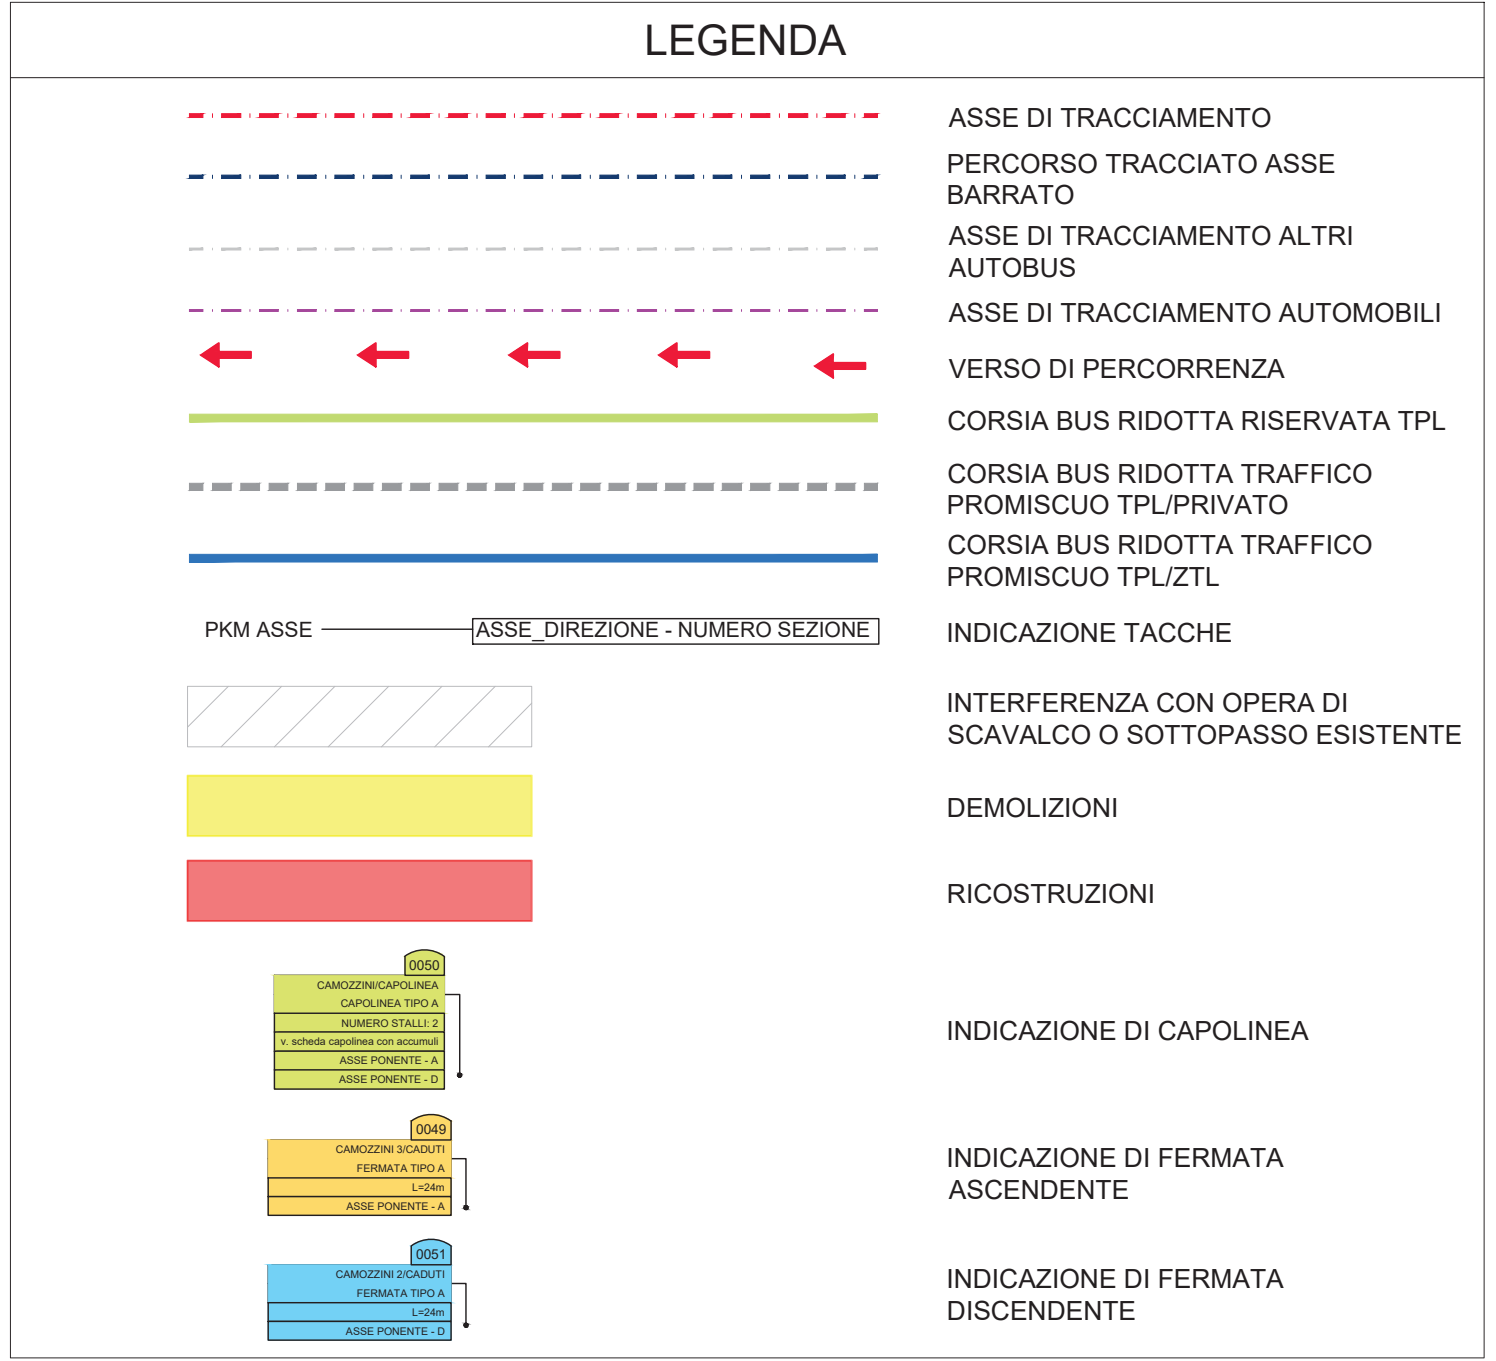 LEGENDA
ASSE DI TRACCIAMENTO
PERCORSO TRACCIATO ASSE
BARRATO
ASSE DI TRACCIAMENTO ALTRI
AUTOBUS
ASSE DI TRACCIAMENTO AUTOMOBILI
VERSO DI PERCORRENZA
CORSIA BUS RIDOTTA RISERVATA TPL
CORSIA BUS RIDOTTA TRAFFICO
PROMISCUO TPL/PRIVATO
CORSIA BUS RIDOTTA TRAFFICO
PROMISCUO TPL/ZTL
PKM ASSE
ASSE_DIREZIONE - NUMERO SEZIONE
INDICAZIONE TACCHE
INTERFERENZA CON OPERA DI
SCAVALCO O SOTTOPASSO ESISTENTE
DEMOLIZIONI
RICOSTRUZIONI
0050
CAMOZZINI/CAPOLINEA
CAPOLINEA TIPO A
NUMERO STALLI: 2
v. scheda capolinea con accumuli
ASSE PONENTE - A
ASSE PONENTE - D
INDICAZIONE DI CAPOLINEA
0049
CAMOZZINI 3/CADUTI
FERMATA TIPO A
L=24m
ASSE PONENTE - A
INDICAZIONE DI FERMATA
ASCENDENTE
0051
CAMOZZINI 2/CADUTI
FERMATA TIPO A
L=24m
ASSE PONENTE - D
INDICAZIONE DI FERMATA
DISCENDENTE